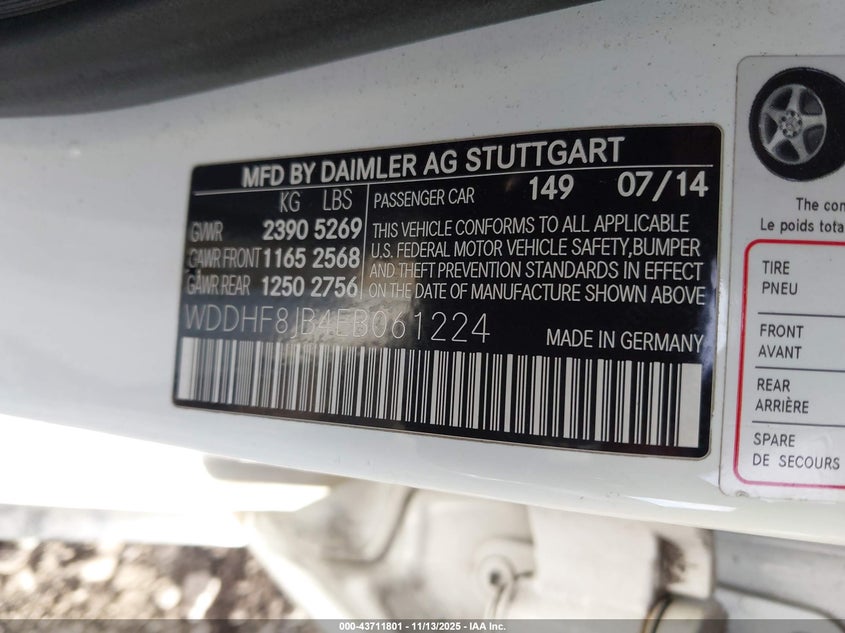 MFD BY DAIMLER AG STUTTGART
KG LBS
GVWR 2390 5269
GAWR FRONT 1165 2568
GAWR REAR 1250 2756
PASSENGER CAR 149 07/14
THIS VEHICLE CONFORMS TO ALL APPLICABLE
U.S. FEDERAL MOTOR VEHICLE SAFETY,BUMPER
AND THEFT PREVENTION STANDARDS IN EFFECT
ON THE DATE OF MANUFACTURE SHOWN ABOVE
WDDHF8JB4EB061224
MADE IN GERMANY
The com
Le poids tota
TIRE
PNEU
FRONT
AVANT
REAR
ARRIÈRE
SPARE
DE SECOURS
000-43711801 - 11/13/2025 - IAA Inc.